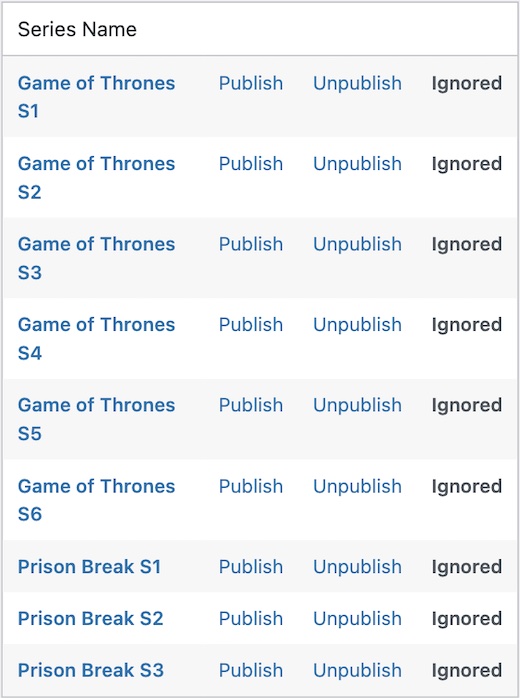 Series Name
Game of Thrones Publish Unpublish Ignored
S1
Game of Thrones Publish Unpublish Ignored
S2
Game of Thrones Publish Unpublish Ignored
S3
Game of Thrones Publish Unpublish Ignored
S4
Game of Thrones Publish Unpublish Ignored
S5
Game of Thrones Publish Unpublish Ignored
S6
Prison Break S1 Publish Unpublish Ignored
Prison Break S2 Publish Unpublish Ignored
Prison Break S3 Publish Unpublish Ignored